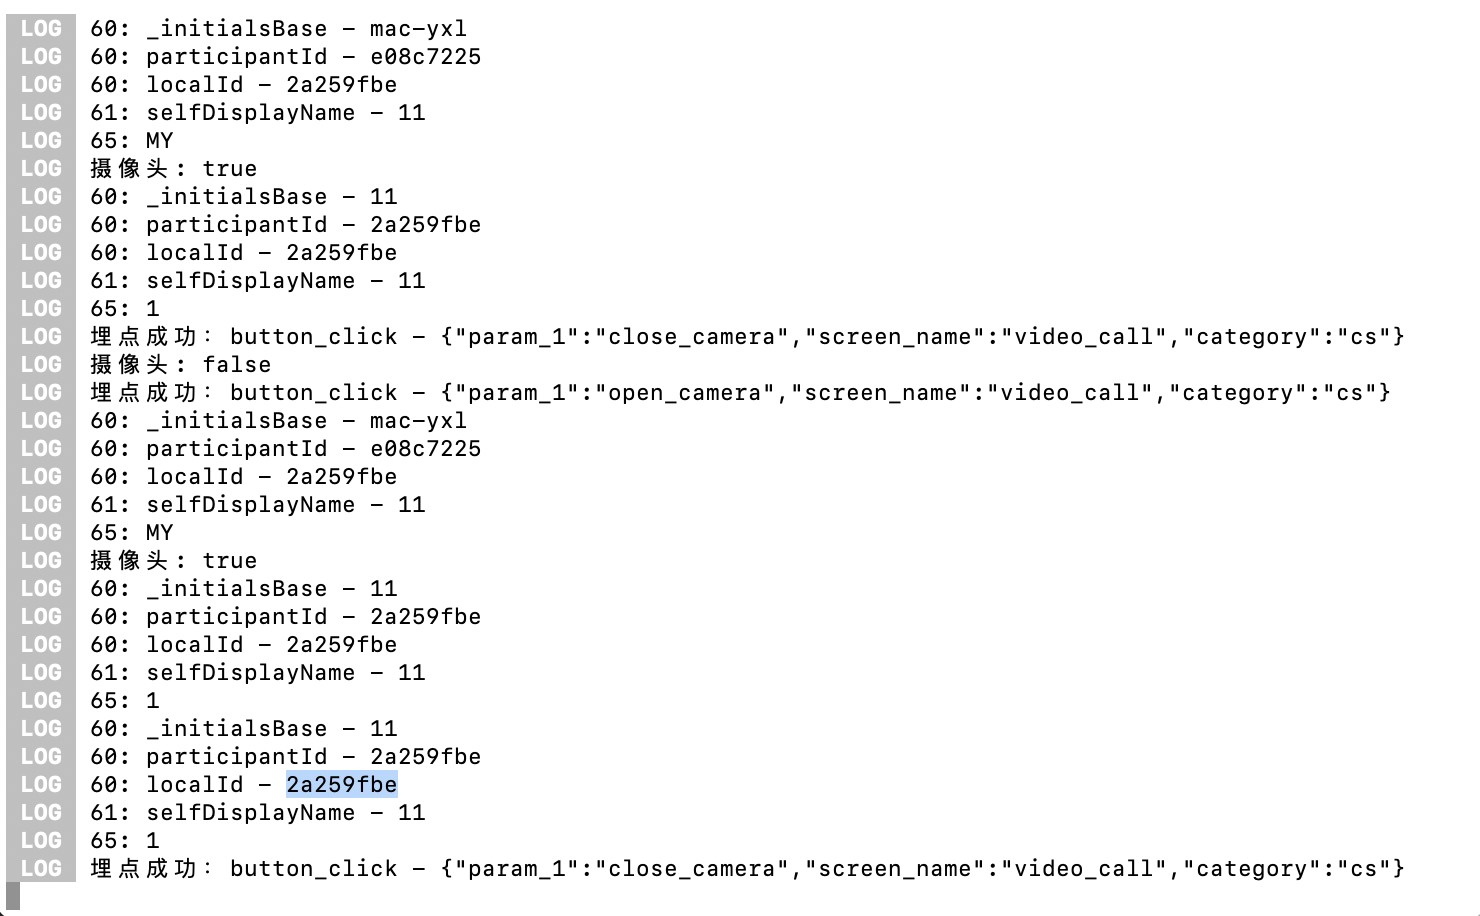 LOG 60: _initialsBase - mac-yxl
LOG 60: participantId - e08c7225
LOG 60: localId - 2a259fbe
LOG 61: selfDisplayName - 11
LOG 65: MY
LOG 摄像头: true
LOG 60: _initialsBase - 11
LOG 60: participantId - 2a259fbe
LOG 60: localId - 2a259fbe
LOG 61: selfDisplayName - 11
LOG 65: 1
LOG 埋点成功: button_click - {"param_1":"close_camera","screen_name":"video_call","category":"cs"}
LOG 摄像头: false
LOG 埋点成功: button_click - {"param_1":"open_camera","screen_name":"video_call","category":"cs"}
LOG 60: _initialsBase - mac-yxl
LOG 60: participantId - e08c7225
LOG 60: localId - 2a259fbe
LOG 61: selfDisplayName - 11
LOG 65: MY
LOG 摄像头: true
LOG 60: _initialsBase - 11
LOG 60: participantId - 2a259fbe
LOG 60: localId - 2a259fbe
LOG 61: selfDisplayName - 11
LOG 65: 1
LOG 60: _initialsBase - 11
LOG 60: participantId - 2a259fbe
LOG 60: localId - 2a259fbe
LOG 61: selfDisplayName - 11
LOG 65: 1
LOG 埋点成功: button_click - {"param_1":"close_camera","screen_name":"video_call","category":"cs"}